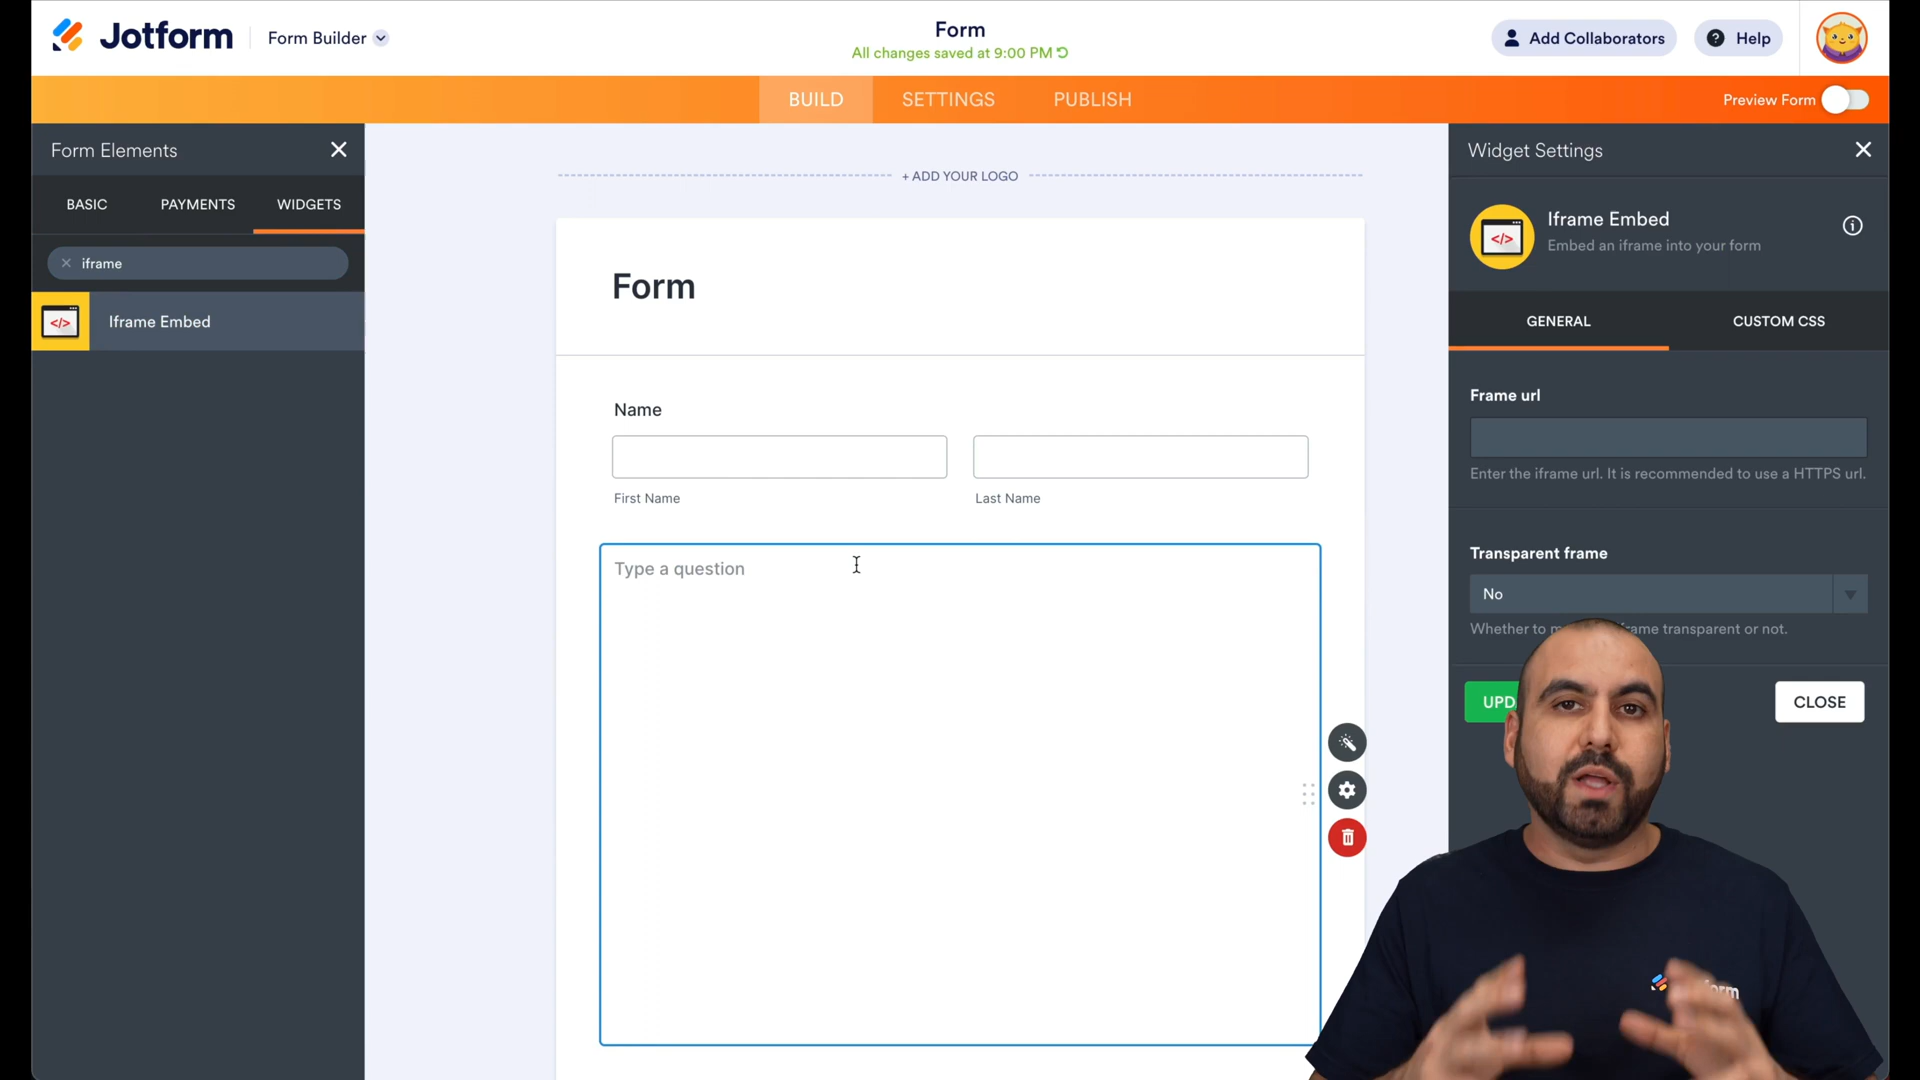 Jotform
Form Builder
Form
All changes saved at 9:00 PM
Add Collaborators
Help
BUILD
SETTINGS
PUBLISH
Preview Form
Form Elements
BASIC
PAYMENTS
WIDGETS
iframe
Iframe Embed
+ ADD YOUR LOGO
Form
Name
First Name
Last Name
Type a question
Widget Settings
Iframe Embed
Embed an iframe into your form
GENERAL
CUSTOM CSS
Frame url
Enter the iframe url. It is recommended to use a HTTPS url.
Transparent frame
No
Whether to transparent or not.
CLOSE